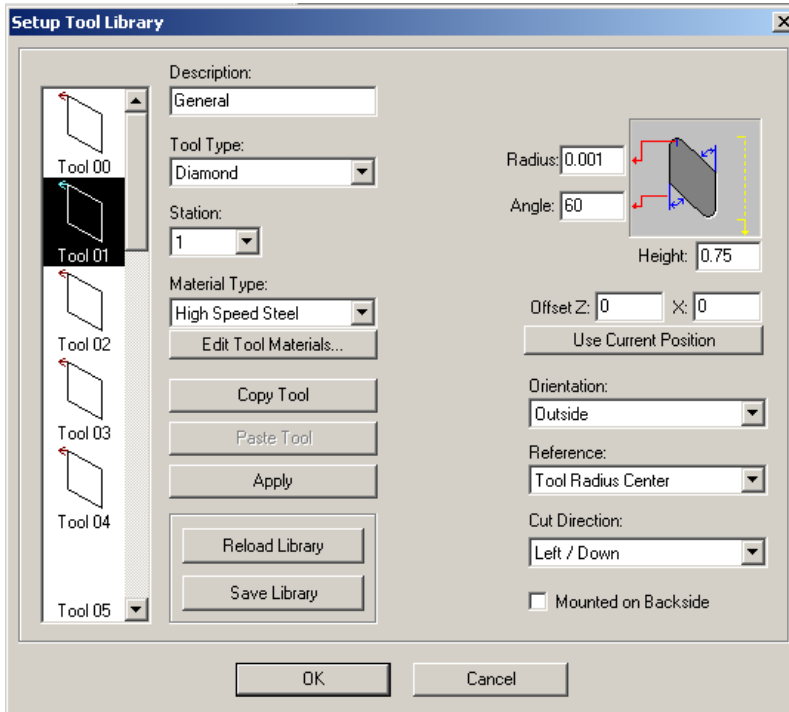 Setup Tool Library
Tool 00
Tool 01
Tool 02
Tool 03
Tool 04
Tool 05
Description:
General
Tool Type:
Diamond
Station:
1
Material Type:
High Speed Steel
Edit Tool Materials...
Copy Tool
Paste Tool
Apply
Reload Library
Save Library
Radius: 0.001
Angle: 60
Height: 0.75
Offset Z: 0 X: 0
Use Current Position
Orientation:
Outside
Reference:
Tool Radius Center
Cut Direction:
Left / Down
Mounted on Backside
OK Cancel